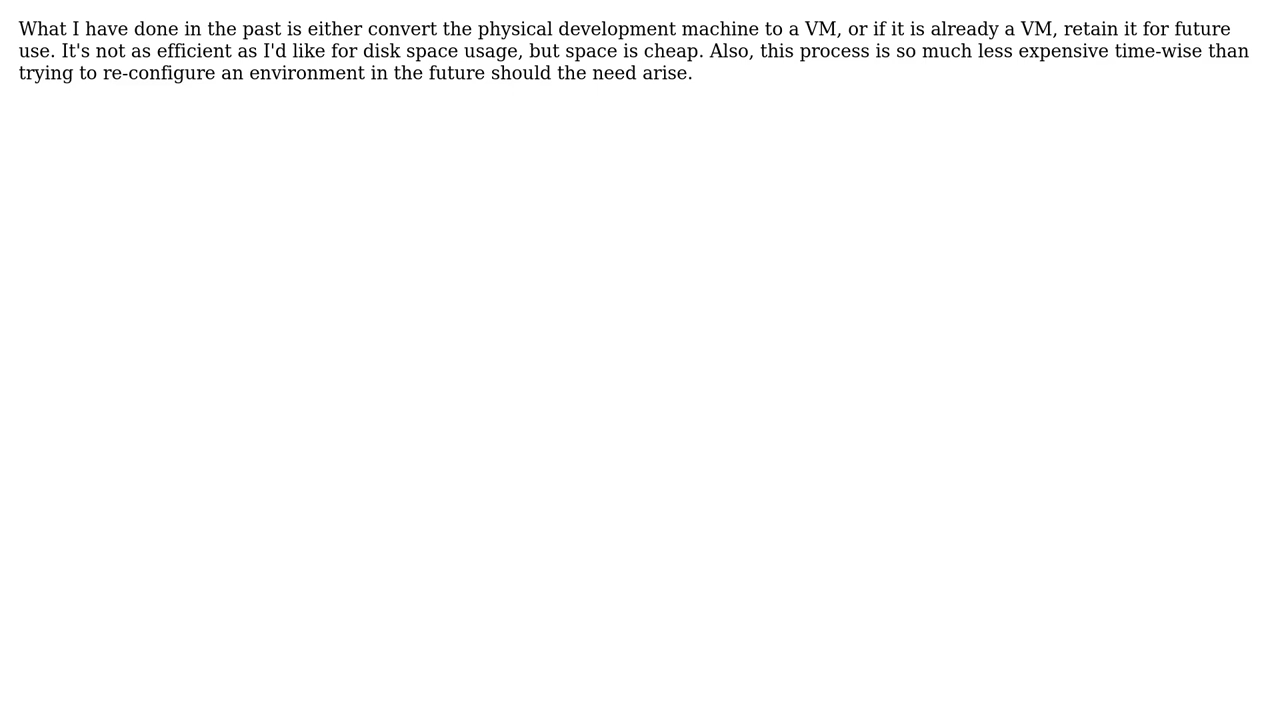 What I have done in the past is either convert the physical development machine to a VM, or if it is already a VM, retain it for future
use. It's not as efficient as I'd like for disk space usage, but space is cheap. Also, this process is so much less expensive time-wise than
trying to re-configure an environment in the future should the need arise.